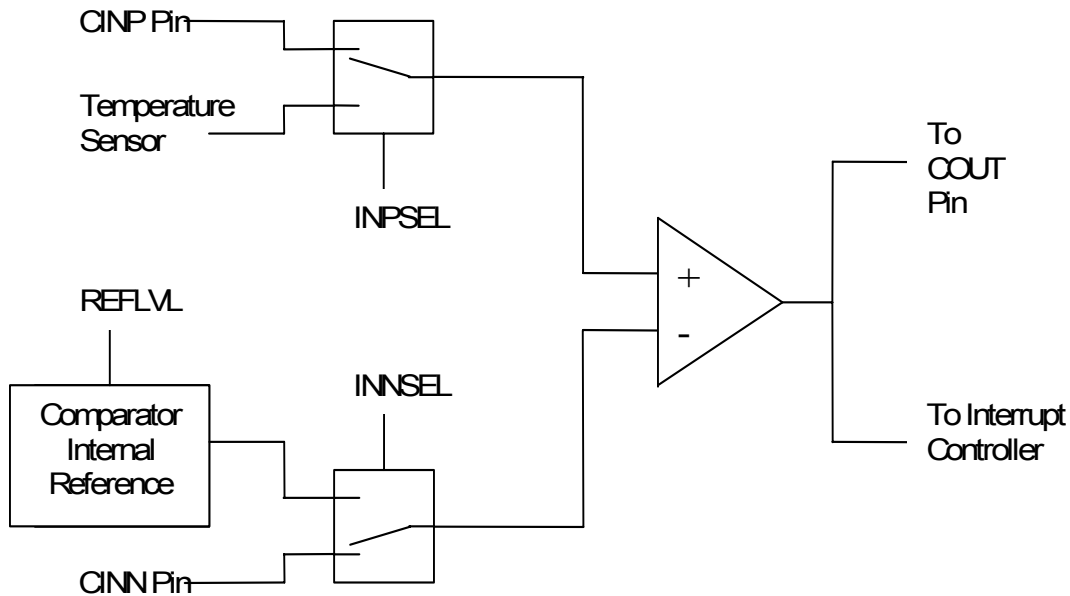 CINP Pin
Temperature
Sensor
INPSEL
To
COUT
Pin
+
-
REFLVL
INNSEL
Comparator
Internal
Reference
To Interrupt
Controller
CINN Pin